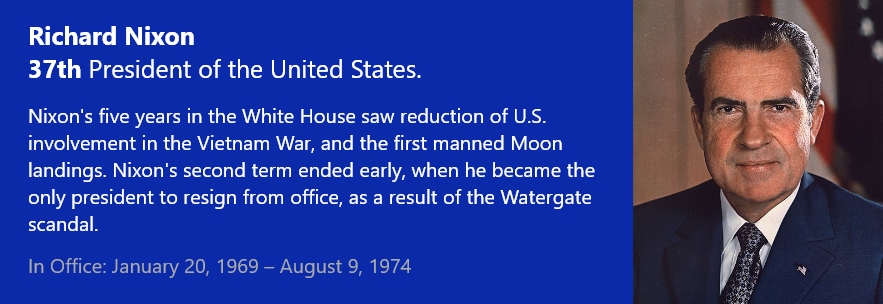 Richard Nixon
37th President of the United States.
Nixon's five years in the White House saw reduction of U.S.
involvement in the Vietnam War, and the first manned Moon
landings. Nixon's second term ended early, when he became the
only president to resign from office, as a result of the Watergate
scandal.
In Office: January 20, 1969 – August 9, 1974